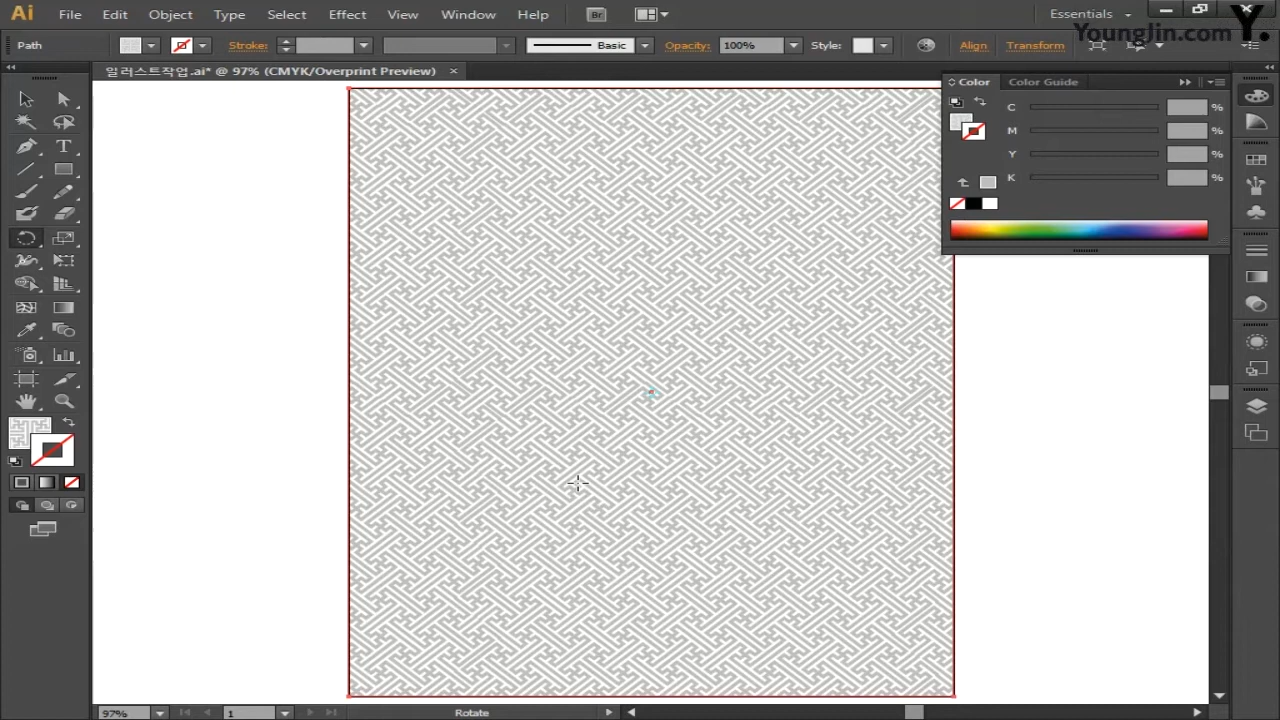 Ai File Edit Object Type Select Effect View Window Help Br Essentials
YoungJin.com Y.
Path Stroke: Basic Opacity: 100% Style: Align Transform
일러스트작업.ai* @ 97% (CMYK/Overprint Preview) ×
Color Color Guide
C %
M %
Y %
K %
T
97% 1 Rotate